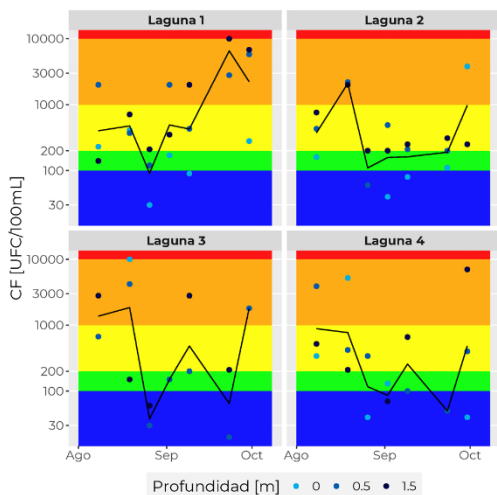 Laguna 1
Laguna 2
10000
3000
1000
200
100
30
Laguna 3
Laguna 4
10000
3000
1000
200
100
30
CF [UFC/100mL]
Ago
Sep
Oct
Ago
Sep
Oct
Profundidad [m]
0
0.5
1.5